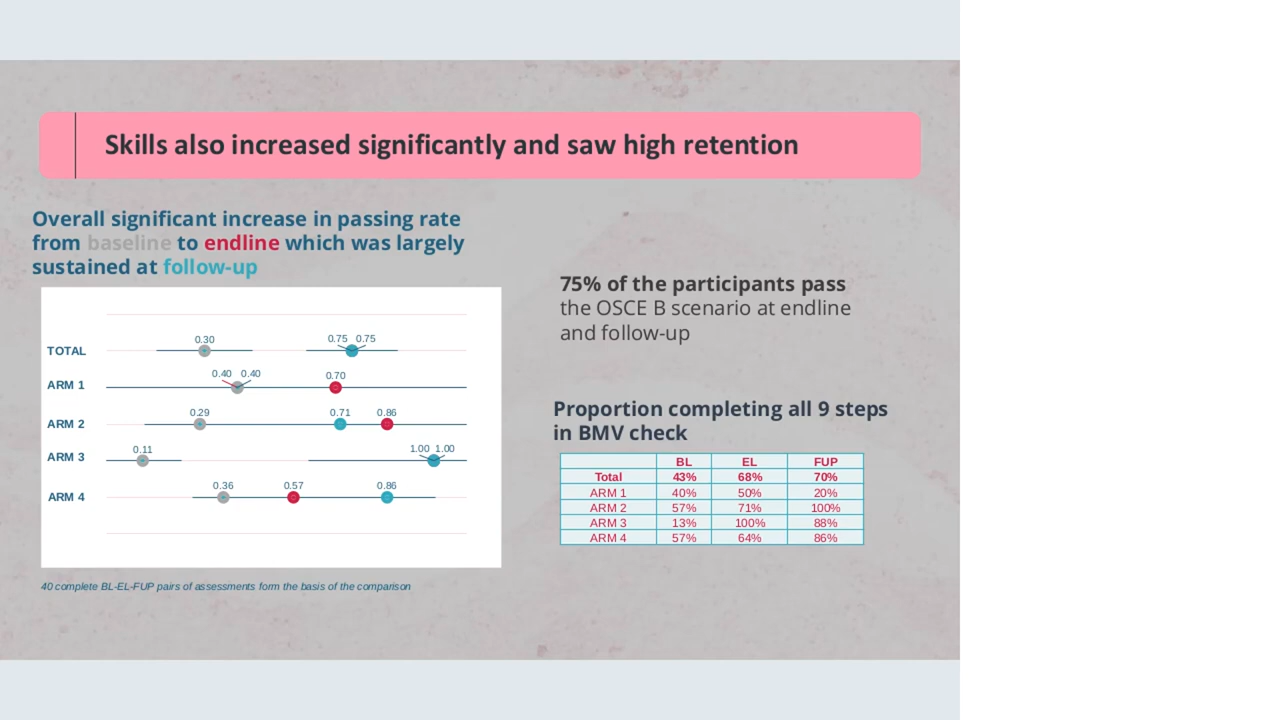 Skills also increased significantly and saw high retention
Overall significant increase in passing rate
from baseline to endline which was largely
sustained at follow-up
0.30 0.75 0.75
TOTAL
0.40 0.40 0.70
ARM 1
0.29 0.71 0.86
ARM 2
0.11 1.00 1.00
ARM 3
0.36 0.57 0.86
ARM 4
40 complete BL-EL-FUP pairs of assessments form the basis of the comparison
75% of the participants pass
the OSCE B scenario at endline
and follow-up
Proportion completing all 9 steps
in BMV check
BL EL FUP
Total 43% 68% 70%
ARM 1 40% 50% 20%
ARM 2 57% 71% 100%
ARM 3 13% 100% 88%
ARM 4 57% 64% 86%